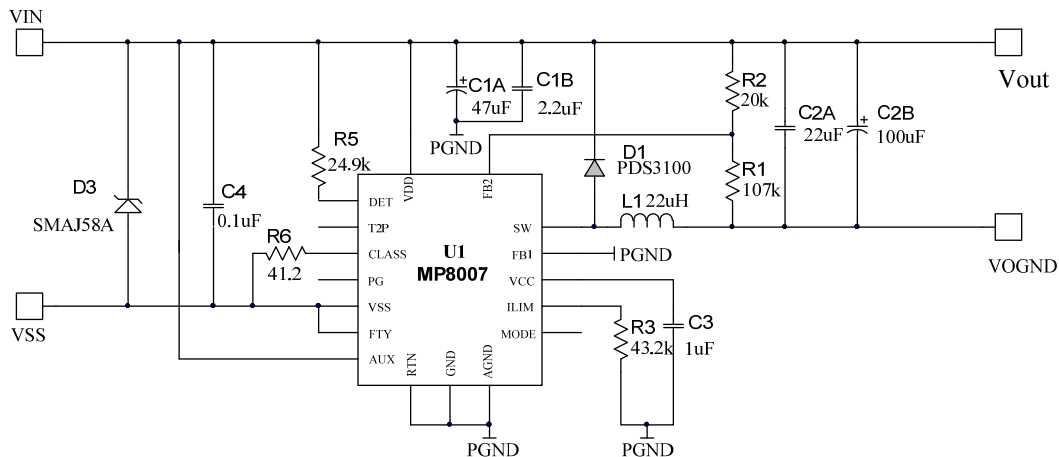 VIN
Vout
VSS
VOGND
D3
SMAJ58A
C4
0.1uF
R5
24.9k
R6
41.2
C1A
47uF
C1B
2.2uF
PGND
D1
PDS3100
L1 22uH
R2
20k
R1
107k
C2A
22uF
C2B
100uF
U1
MP8007
VDD
FB2
DET
T2P
CLASS
PG
VSS
FTY
AUX
RTN
GND
AGND
SW
FB1
VCC
ILIM
MODE
PGND
R3
43.2k
C3
1uF
PGND
PGND